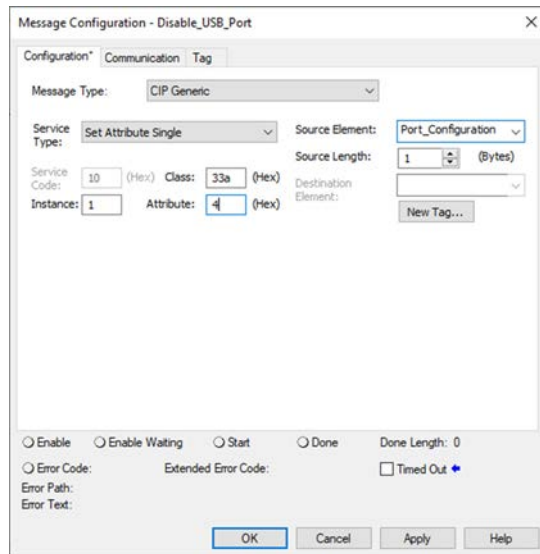 Message Configuration - Disable_USB_Port
Configuration* Communication Tag
Message Type: CIP Generic
Service Type: Set Attribute Single Source Element: Port_Configuration
Source Length: 1 (Bytes)
Service Code: 10 (Hex) Class: 33a (Hex) Destination Element:
Instance: 1 Attribute: 4 (Hex) New Tag...
Enable Enable Waiting Start Done Done Length: 0
Error Code: Extended Error Code: Timed Out
Error Path:
Error Text:
OK Cancel Apply Help